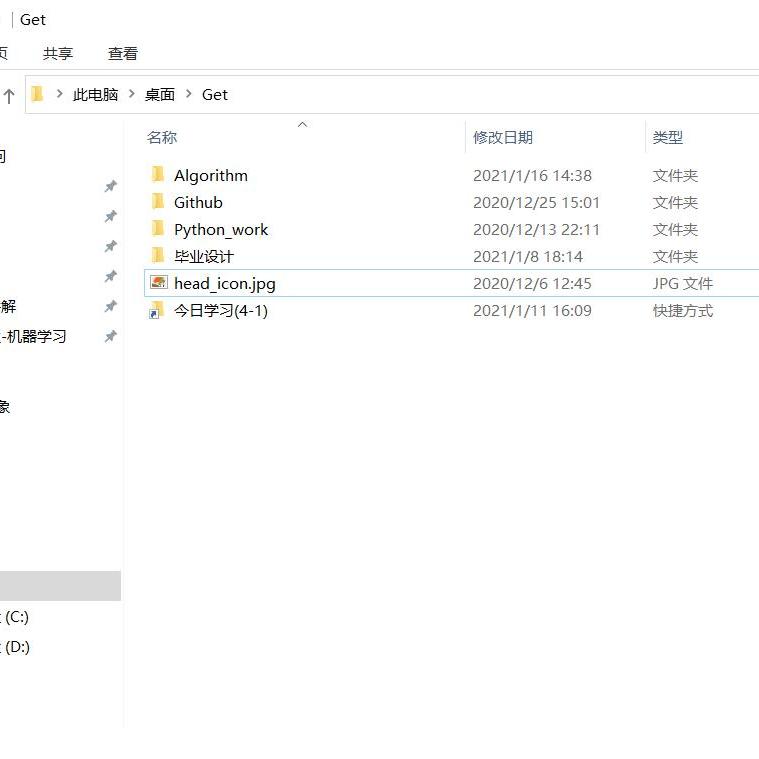 Get
页 共享 查看
此电脑 桌面 Get
名称 修改日期 类型
Algorithm 2021/1/16 14:38 文件夹
Github 2020/12/25 15:01 文件夹
Python_work 2020/12/13 22:11 文件夹
毕业设计 2021/1/8 18:14 文件夹
head_icon.jpg 2020/12/6 12:45 JPG 文件
今日学习(4-1) 2021/1/11 16:09 快捷方式
解
-机器学习
象
(C:)
(D:)